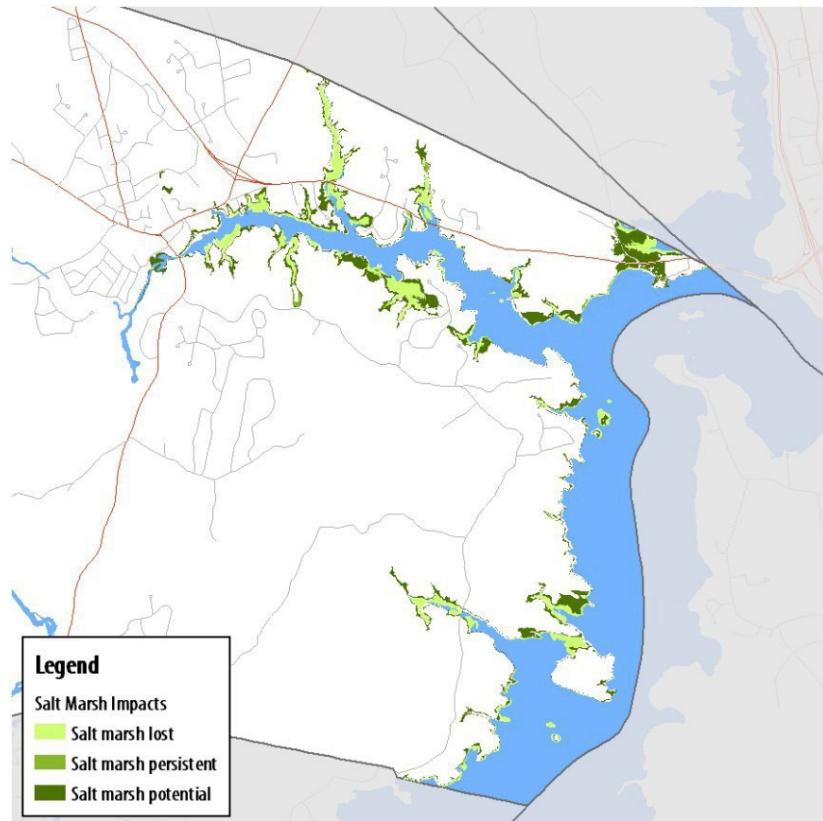 Legend
Salt Marsh Impacts
Salt marsh lost
Salt marsh persistent
Salt marsh potential